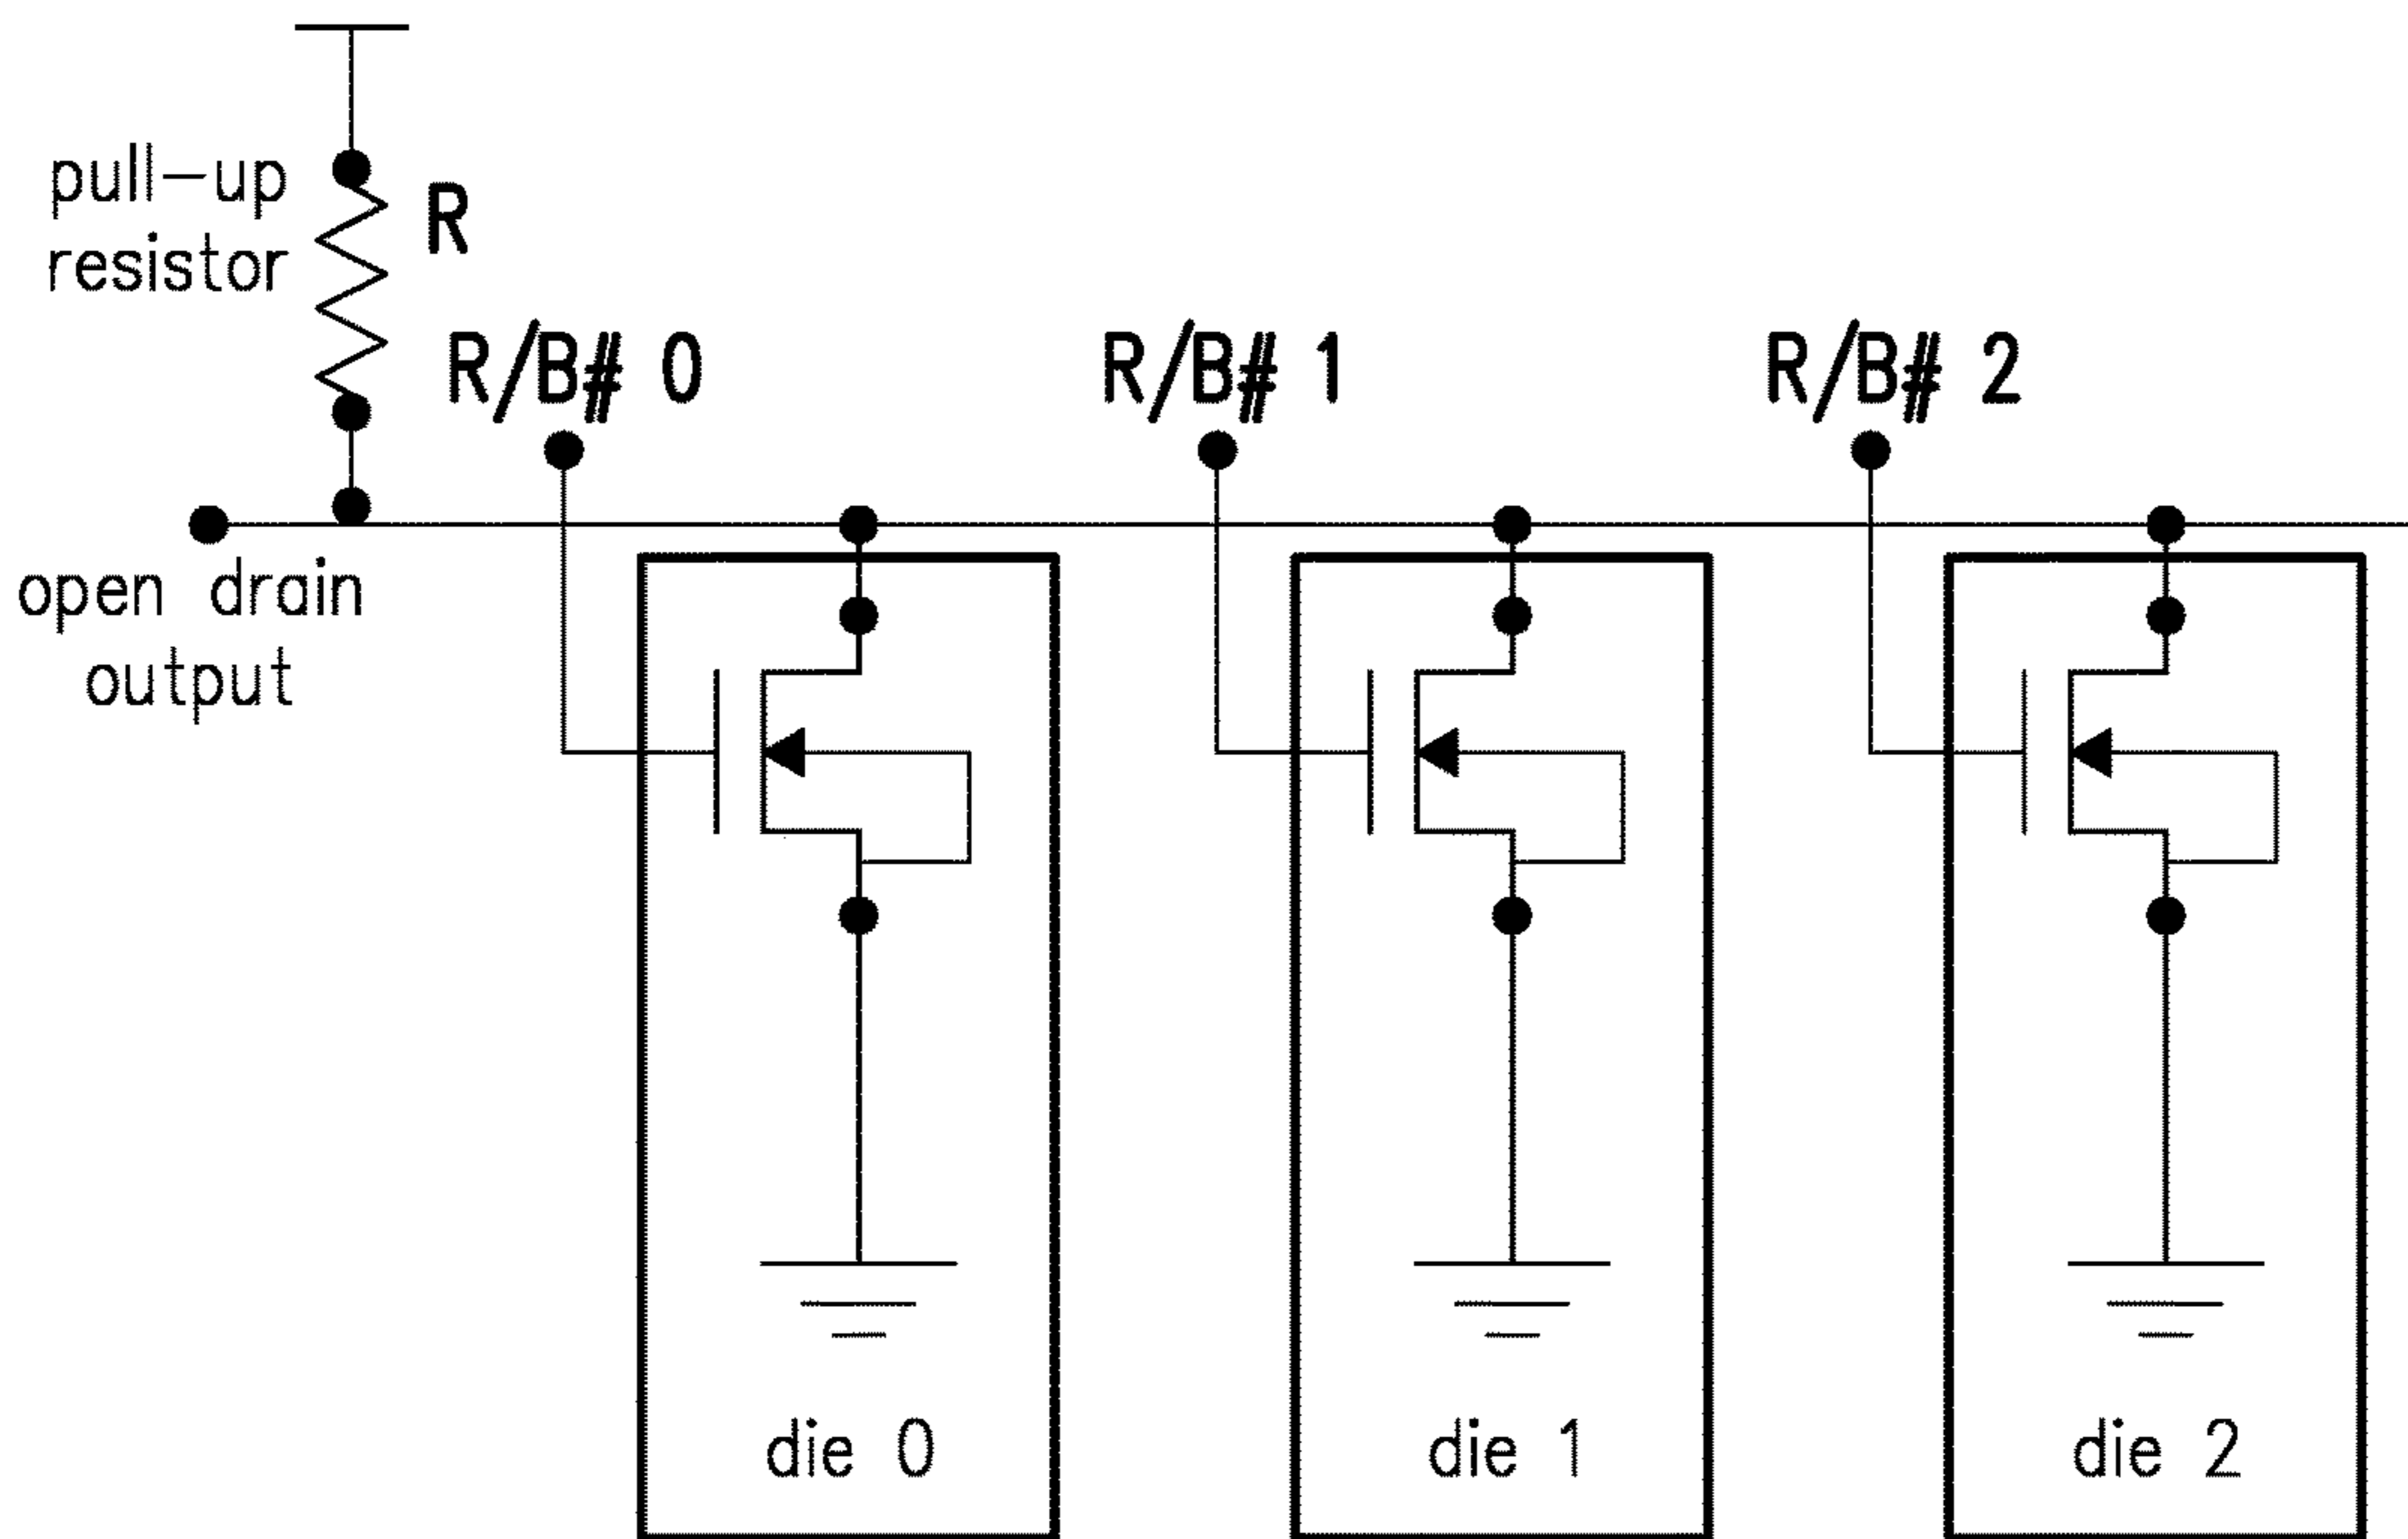 pull-up
resistor
R
R/B# 0
R/B# 1
R/B# 2
open drain
output
die 0
die 1
die 2